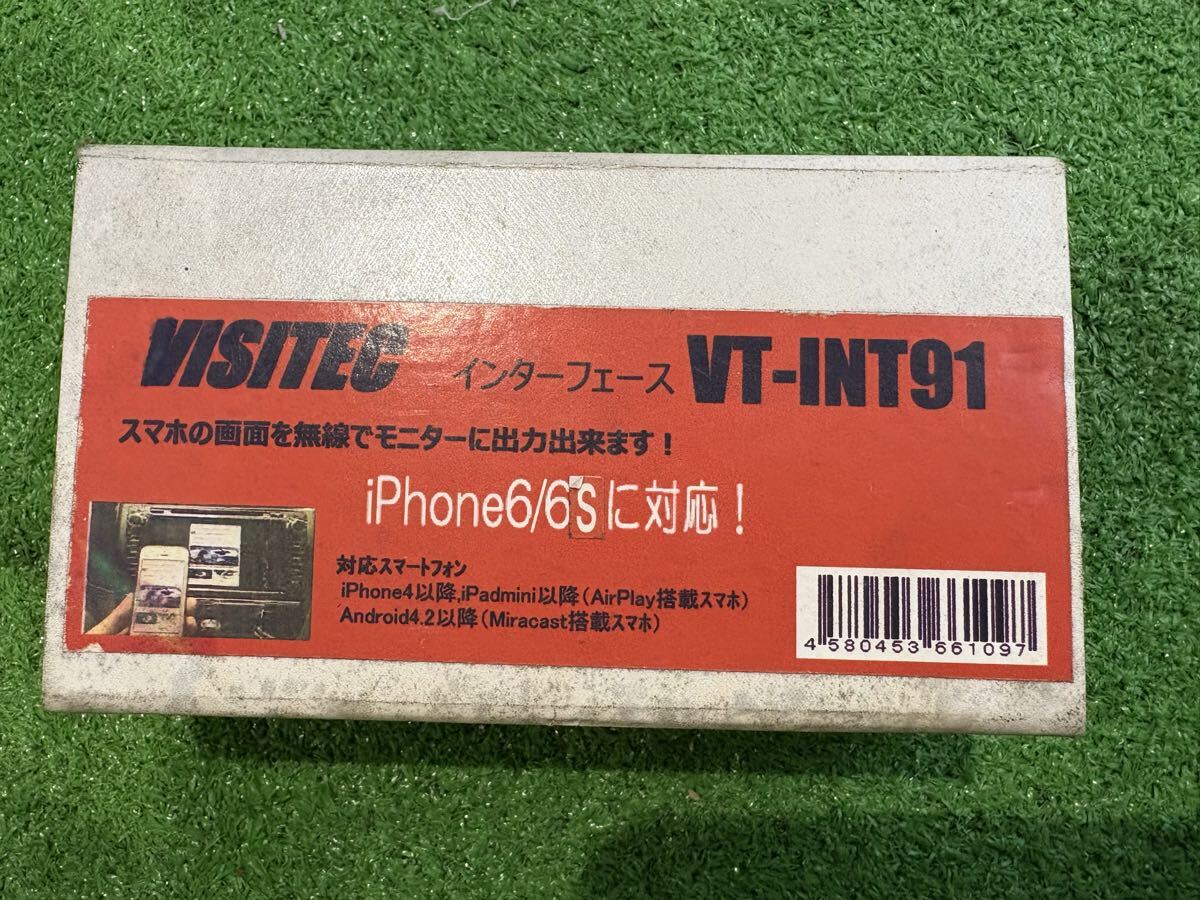 VISITEC インターフェース VT-INT91
スマホの画面を無線でモニターに出力出来ます！
iPhone6/6Sに対応！
対応スマートフォン
iPhone4以降,iPadmini以降(AirPlay搭載スマホ)
Android4.2以降(Miracast搭載スマホ)
4 580453 661097